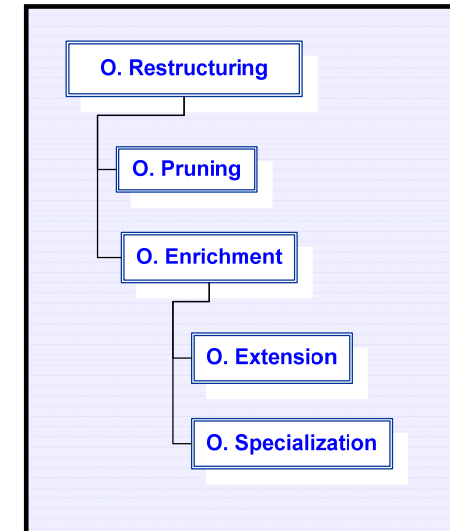 O. Restructuring
O. Pruning
O. Enrichment
O. Extension
O. Specialization